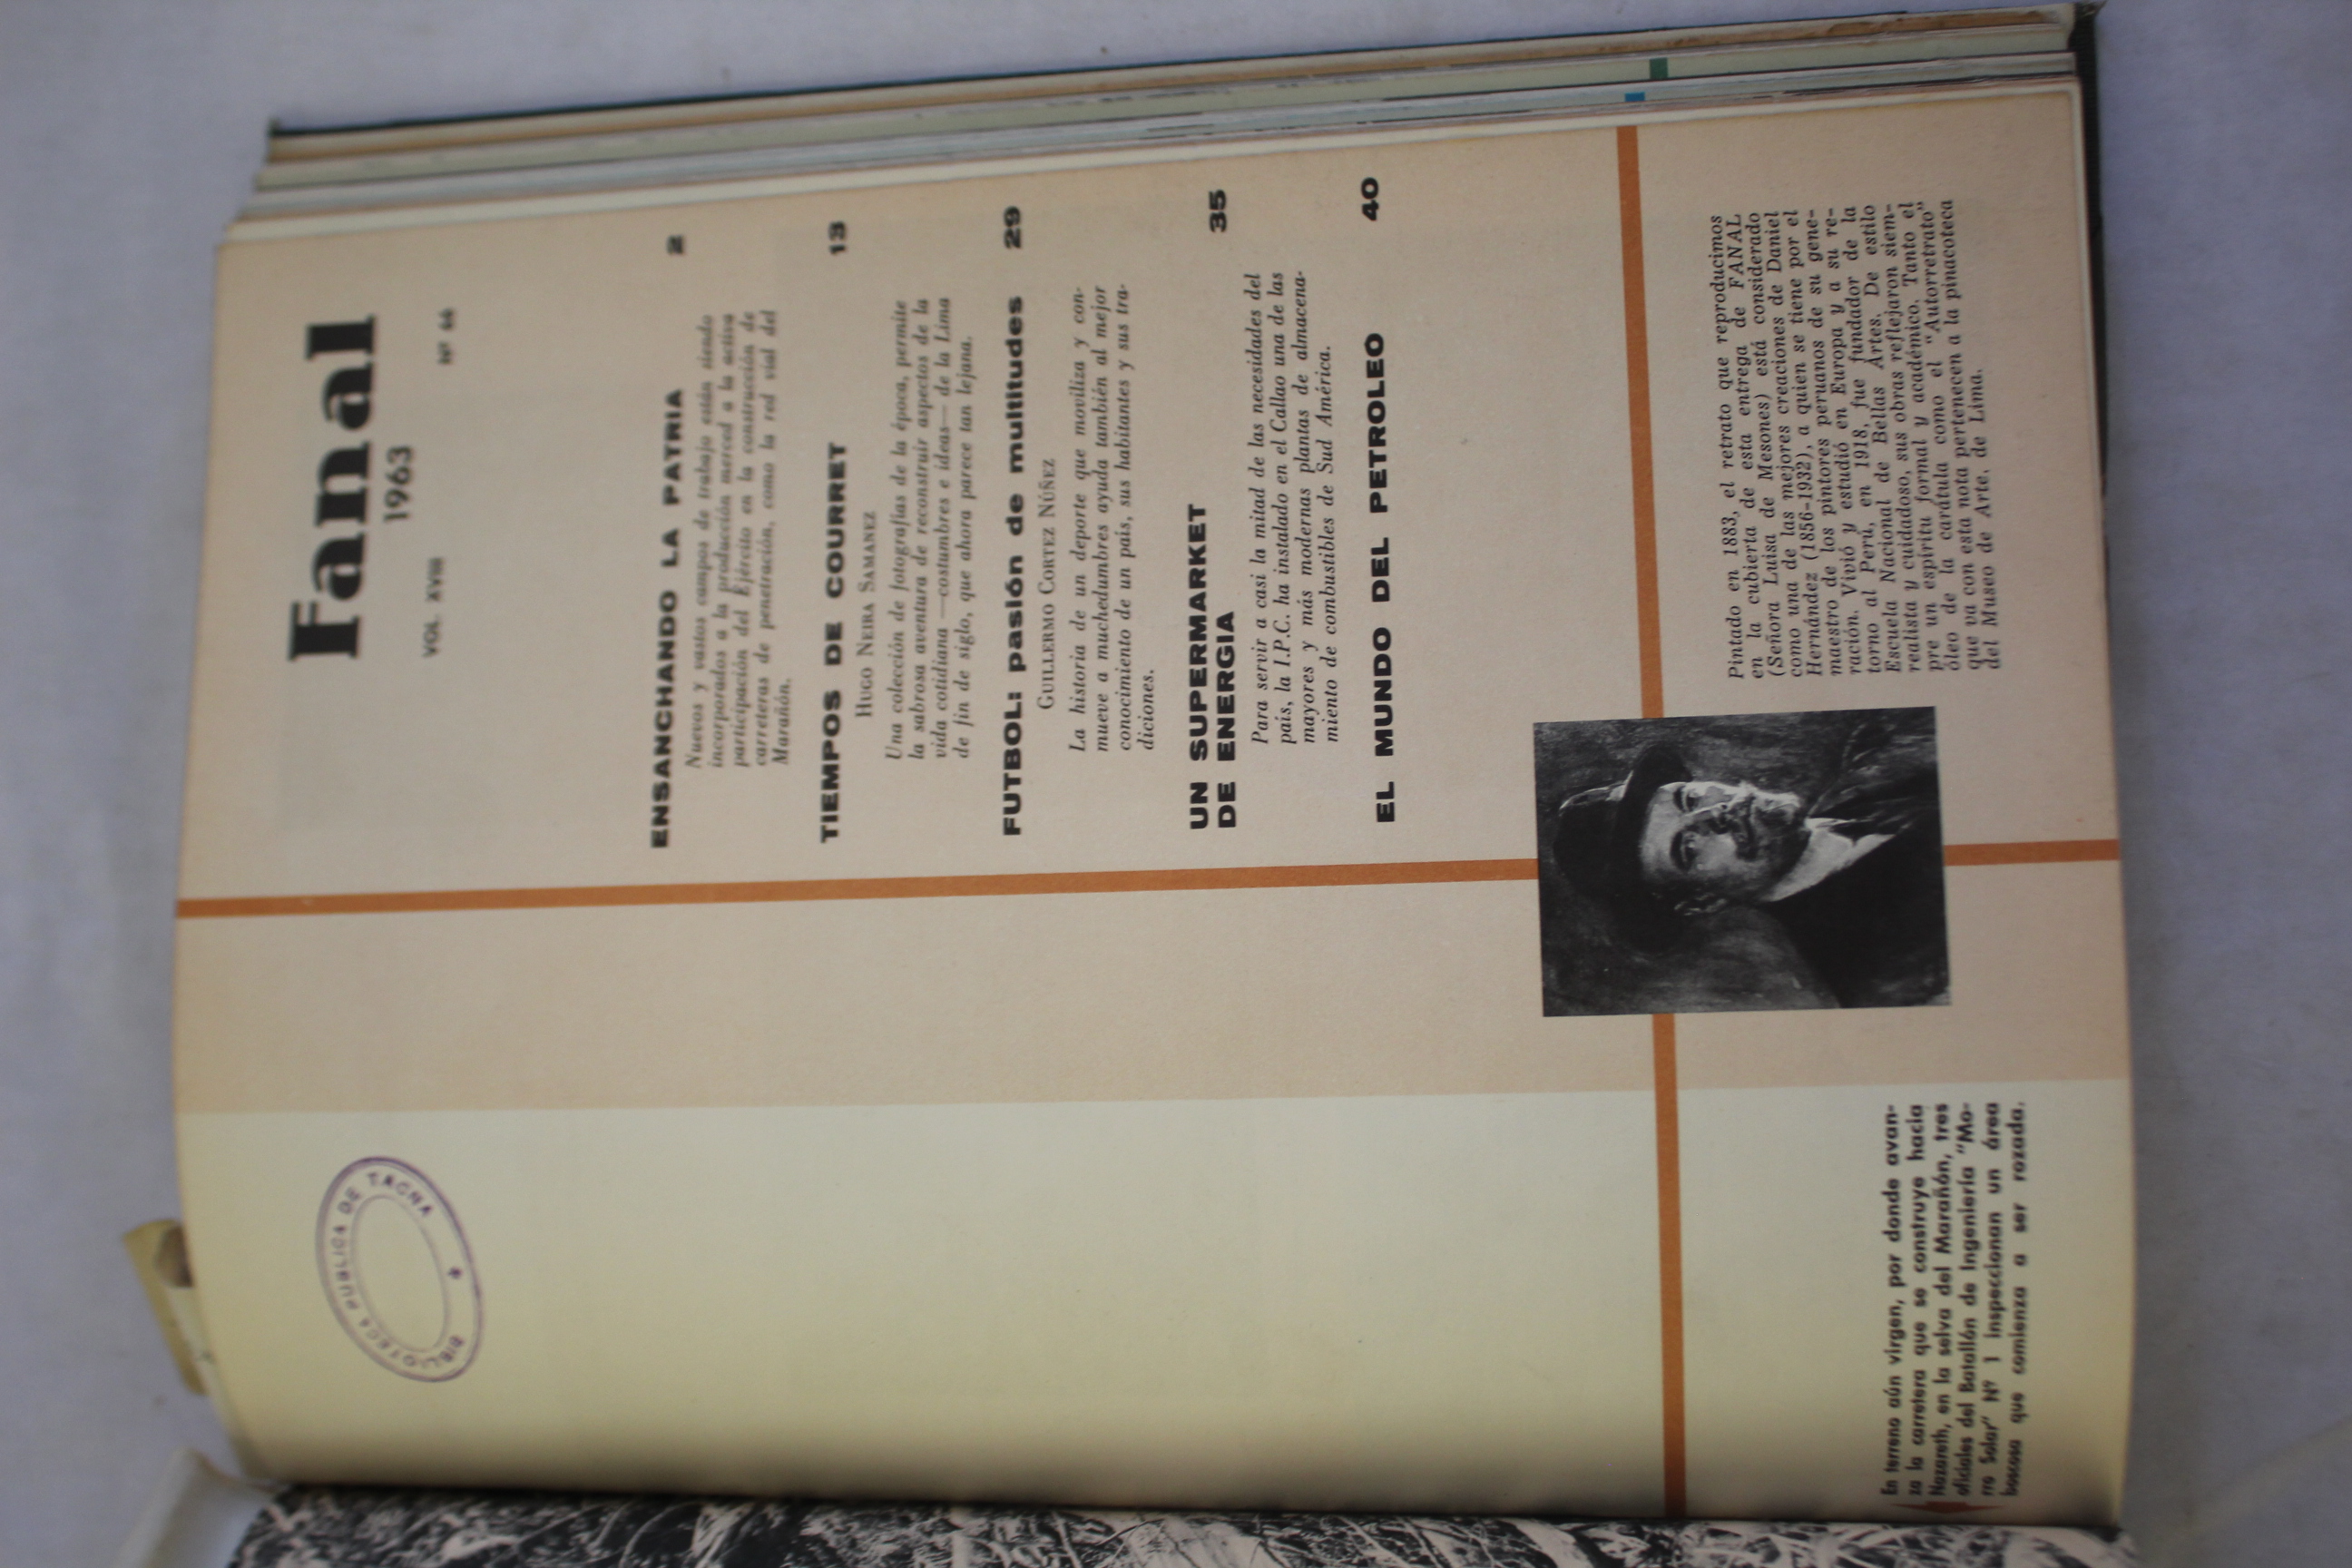 Fanal
1963
VOL. XVIII
Nº 66
ENSANCHANDO LA PATRIA 2
Nuevos y vastos campos de trabajo están siendo
incorporados a la producción merced a la activa
participación del Ejército en la construcción de
carreteras de penetración, como la red vial del
Marañón.
TIEMPOS DE COURRET 13
HUGO NEIRA SAMANEZ
Una colección de fotografías de la época, permite
la sabrosa aventura de reconstruir aspectos de la
vida cotidiana —costumbres e ideas— de la Lima
de fin de siglo, que ahora parece tan lejana.
FUTBOL: pasión de multitudes 29
GUILLERMO CORTEZ NÚÑEZ
La historia de un deporte que moviliza y con-
mueve a muchedumbres ayuda también al mejor
conocimiento de un país, sus habitantes y sus tra-
diciones.
UN SUPERMARKET
DE ENERGIA 35
Para servir a casi la mitad de las necesidades del
país, la I.P.C. ha instalado en el Callao una de las
mayores y más modernas plantas de almacena-
miento de combustibles de Sud América.
EL MUNDO DEL PETROLEO 40
Pintado en 1883, el retrato que reproducimos
en la cubierta de esta entrega de FANAL
(Señora Luisa de Mesones) está considerado
como una de las mejores creaciones de Daniel
Hernández (1856-1932), a quien se tiene por el
maestro de los pintores peruanos de su gene-
ración. Vivió y estudió en Europa y a su re-
torno al Perú, en 1918, fue fundador de la
Escuela Nacional de Bellas Artes. De estilo
realista y cuidadoso, sus obras reflejaron siem-
pre un espíritu formal y académico. Tanto el
óleo de la carátula como el "Autorretrato"
que va con esta nota pertenecen a la pinacoteca
del Museo de Arte, de Lima.
BIBLIOTECA PUBLICA DE TACNA
En terreno aún virgen, por donde avan-
za la carretera que se construye hacia
Nazareth, en la selva del Marañón, tres
oficiales del Batallón de Ingeniería "Mo-
rro Solar" Nº 1 inspeccionan un área
boscosa que comienza a ser rozada.